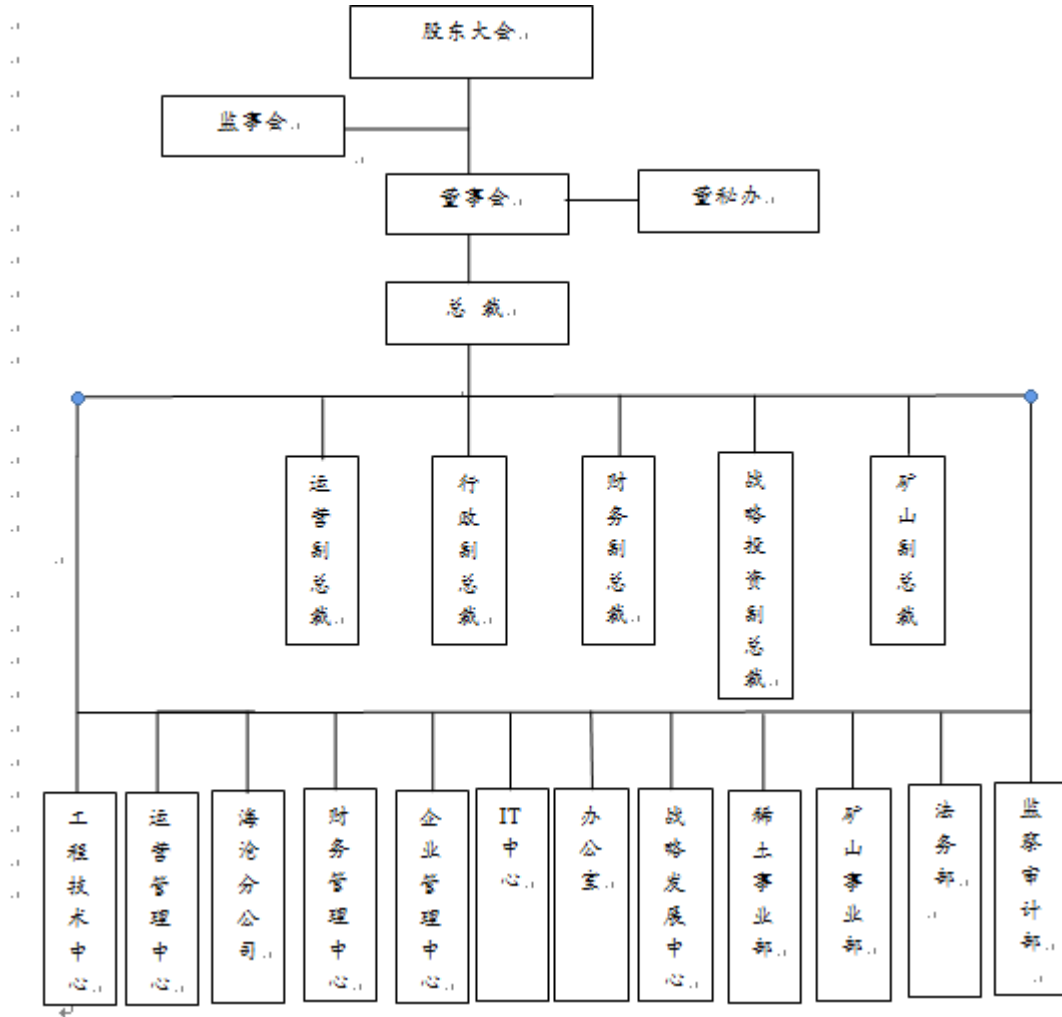 股东大会
监事会
董事会
董秘办
总 裁
运营副总裁
行政副总裁
财务副总裁
战略投资副总裁
矿山副总裁
工程技术中心
运营管理中心
海沧分公司
财务管理中心
企业管理中心
IT中心
办公室
战略发展中心
稀土事业部
矿山事业部
法务部
监察审计部